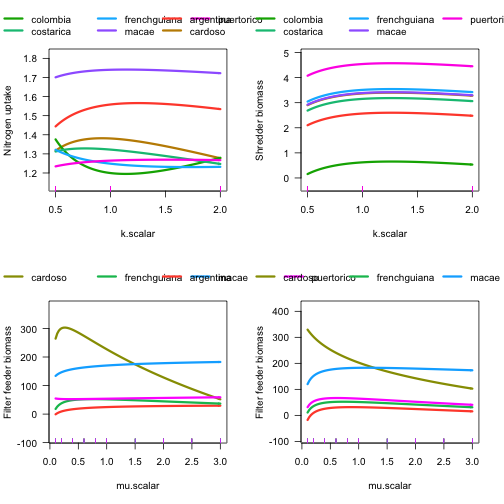 colombia frenchguiana argentina puertorico
costarica macae cardoso
Nitrogen uptake
1.8
1.7
1.6
1.5
1.4
1.3
1.2
0.5 1.0 1.5 2.0
k.scalar
colombia frenchguiana puertori
costarica macae
Shredder biomass
5
4
3
2
1
0
0.5 1.0 1.5 2.0
k.scalar
cardoso frenchguiana argentina macae
Filter feeder biomass
300
200
100
0
-100
0.0 0.5 1.0 1.5 2.0 2.5 3.0
mu.scalar
cardoso puertorico frenchguiana macae
Filter feeder biomass
400
300
200
100
0
-100
0.0 0.5 1.0 1.5 2.0 2.5 3.0
mu.scalar